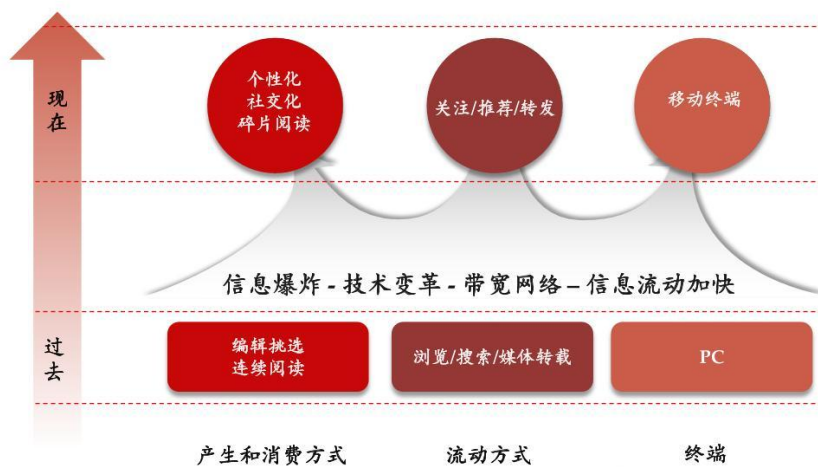 现在
个性化
社交化
碎片阅读
关注/推荐/转发
移动终端
信息爆炸 - 技术变革 - 带宽网络 – 信息流动加快
过去
编辑挑选
连续阅读
浏览/搜索/媒体转载
PC
产生和消费方式
流动方式
终端